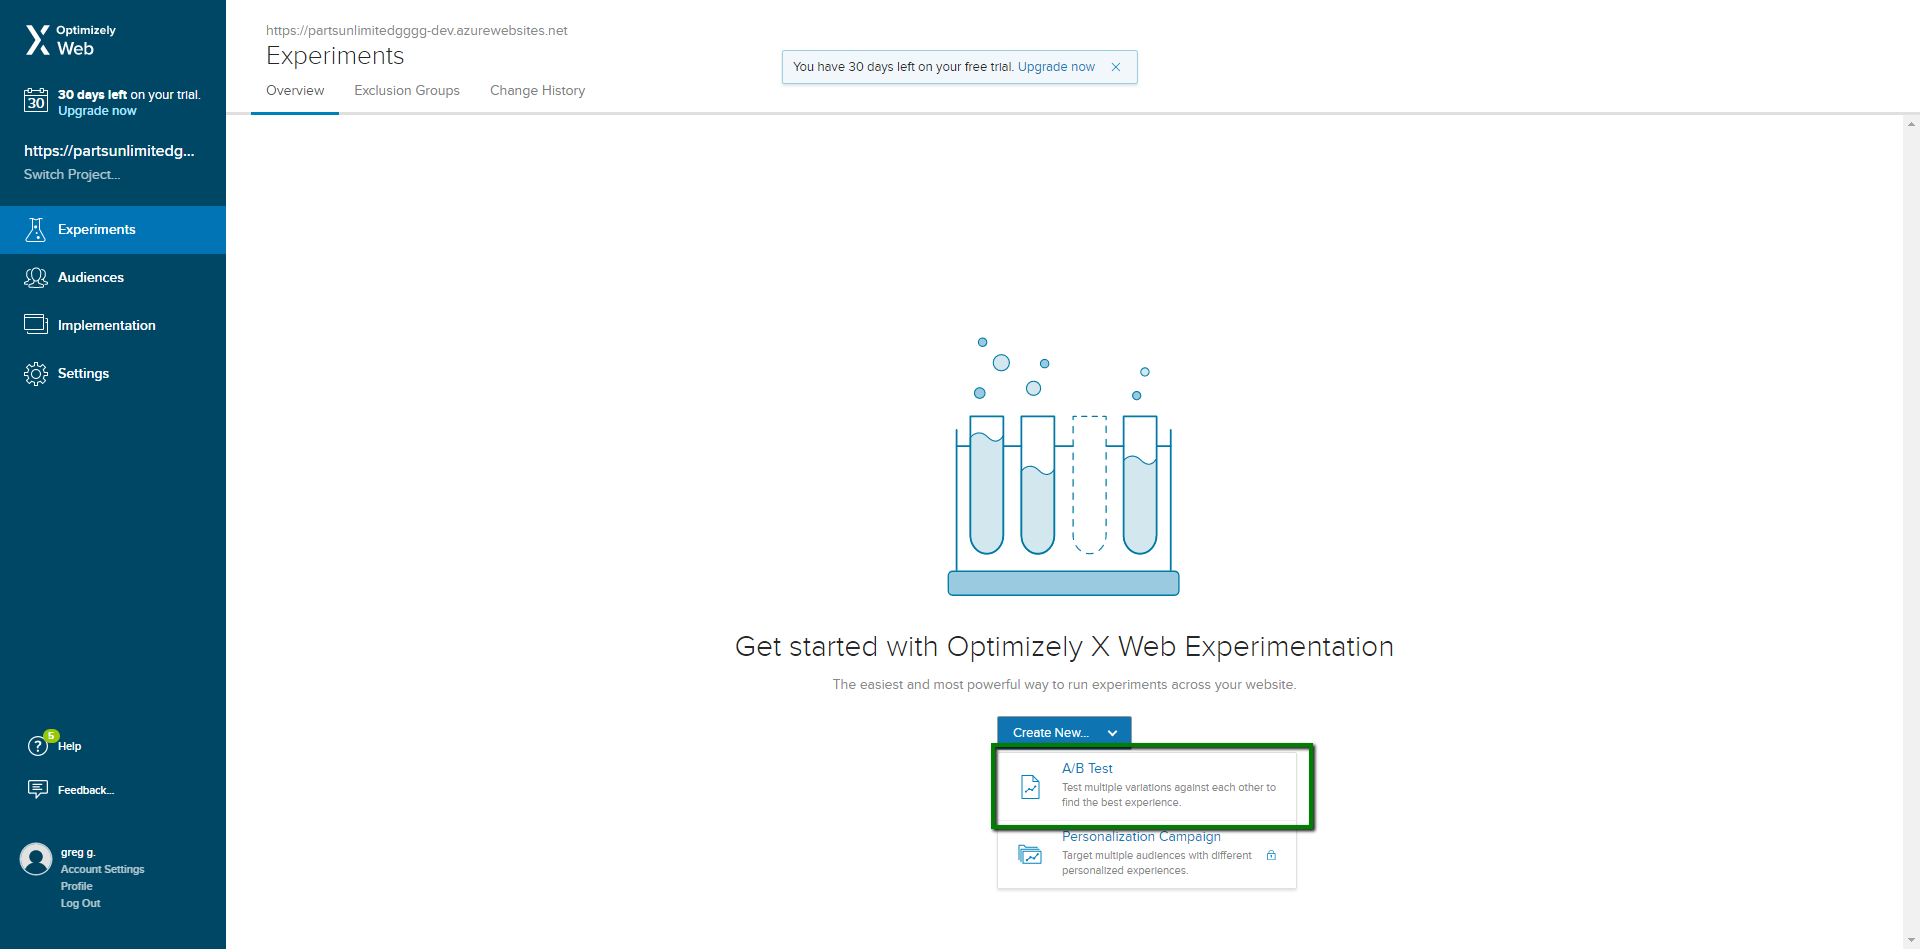 Optimizely
Web
30
30 days left on your trial.
Upgrade now
https://partsunlimitedg...
Switch Project...
Experiments
Audiences
Implementation
Settings
5
? Help
Feedback...
greg g.
Account Settings
Profile
Log Out
https://partsunlimitedgggg-dev.azurewebsites.net
Experiments
You have 30 days left on your free trial. Upgrade now
Overview Exclusion Groups Change History
Get started with Optimizely X Web Experimentation
The easiest and most powerful way to run experiments across your website.
Create New...
A/B Test
Test multiple variations against each other to
find the best experience.
Personalization Campaign
Target multiple audiences with different
personalized experiences.